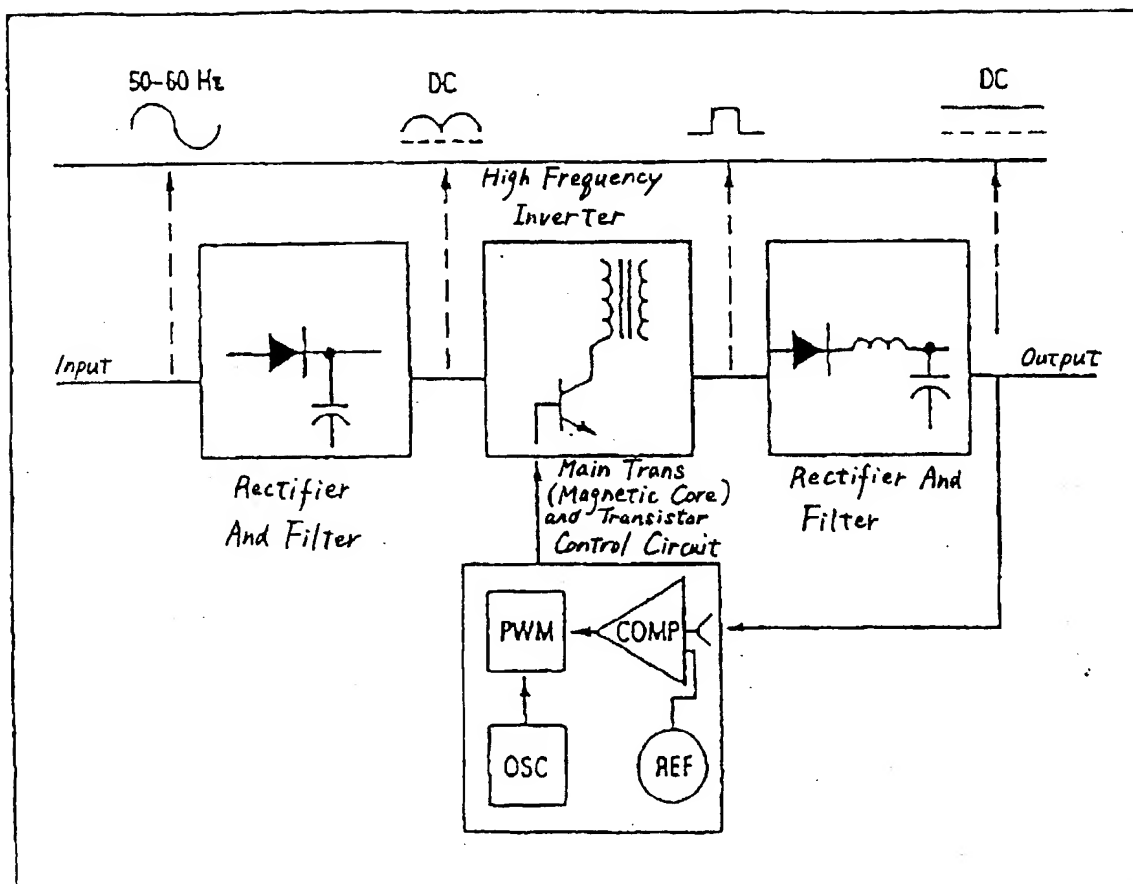 50-60 Hz
DC
DC
High Frequency
Inverter
Input
Output
Rectifier
And Filter
Main Trans
(Magnetic Core)
and Transistor
Control Circuit
Rectifier And
Filter
PWM
COMP
OSC
REF